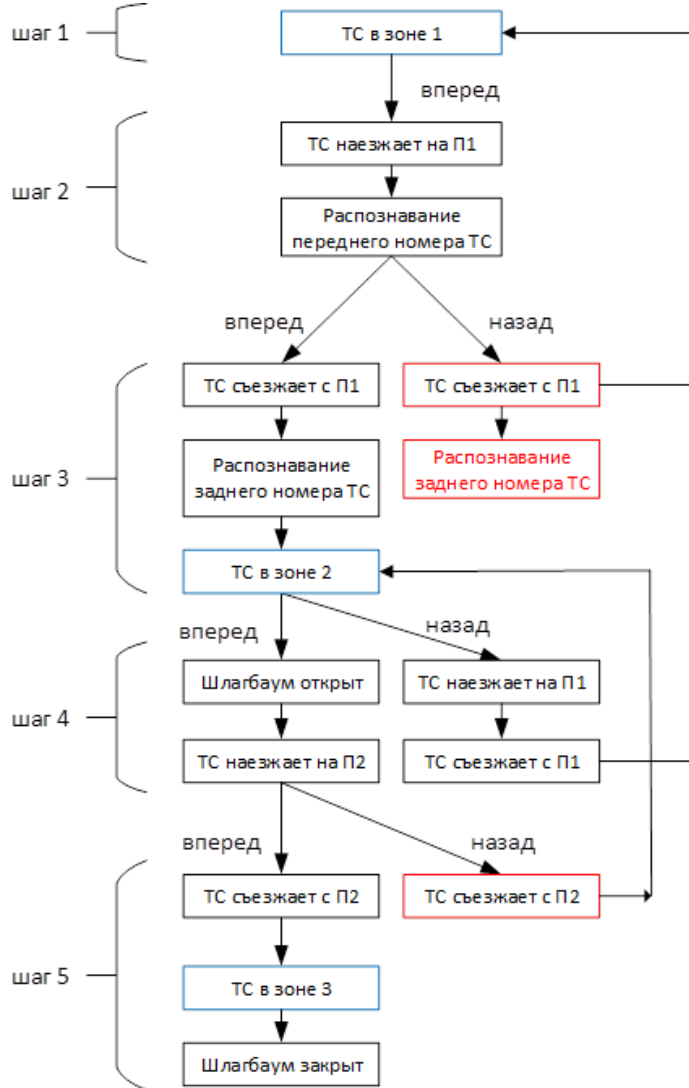 шаг 1
ТС в зоне 1
вперед
шаг 2
ТС наезжает на П1
Распознавание
переднего номера ТС
вперед
назад
шаг 3
ТС съезжает с П1
ТС съезжает с П1
Распознавание
заднего номера ТС
Распознавание
заднего номера ТС
ТС в зоне 2
вперед
назад
шаг 4
Шлагбаум открыт
ТС наезжает на П1
ТС наезжает на П2
ТС съезжает с П1
вперед
назад
шаг 5
ТС съезжает с П2
ТС съезжает с П2
ТС в зоне 3
Шлагбаум закрыт